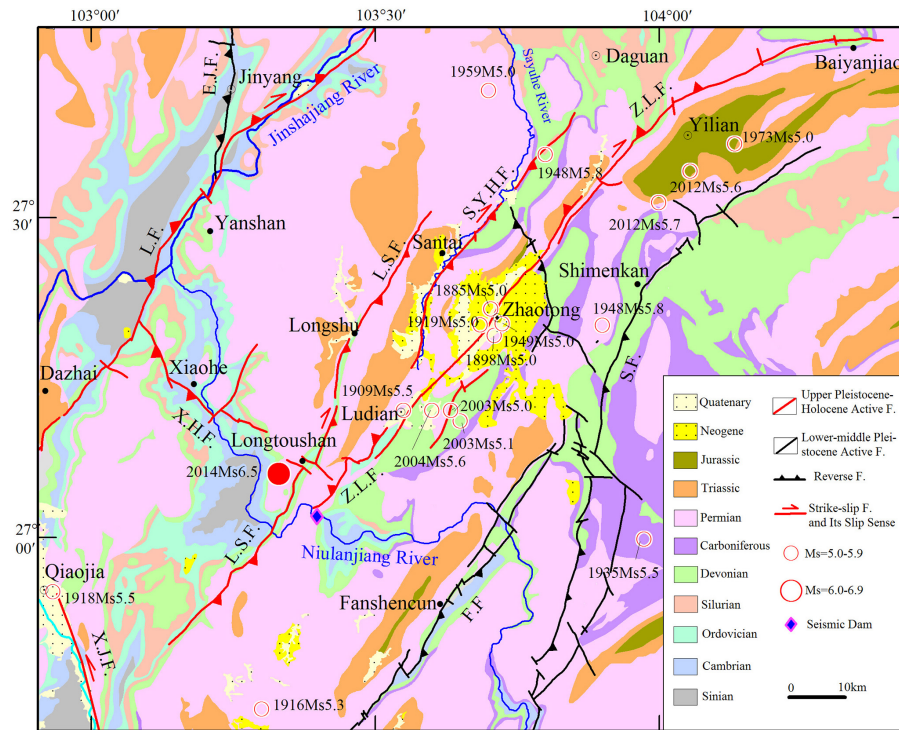 103°00'
103°30'
104°00'
E.J.F.
Jinyang
Jinshajiang River
1959M5.0
Sayuhe River
Daguan
Z.L.F.
Baiyanjiao
Yilian
1973Ms5.0
1948M5.8
2012Ms5.6
2012Ms5.7
27°
30'
Yanshan
L.F.
S.Y.H.F.
L.S.F.
Santai
Shimenkan
1885Ms5.0
Zhaotong
Longshu
1919M5.0
1949M5.0
1898M5.0
1948Ms5.8
S.F.
Dazhai
Xiaohe
X.H.F.
1909M5.5
2003Ms5.0
Ludian
2003Ms5.1
2004Ms5.6
Longtoushan
2014Ms6.5
Z.L.F.
27°
00'
L.S.F.
Niulanjiang River
1935Ms5.5
Qiaojia
1918Ms5.5
Fanshencun
F.F.
X.J.F.
1916Ms5.3
Quatenary
Neogene
Jurassic
Triassic
Permian
Carboniferous
Devonian
Silurian
Ordovician
Cambrian
Sinian
Upper Pleistocene-
Holocene Active F.
Lower-middle Plei-
stocene Active F.
Reverse F.
Strike-slip F.
and Its Slip Sense
Ms=5.0-5.9
Ms=6.0-6.9
Seismic Dam
0 10km